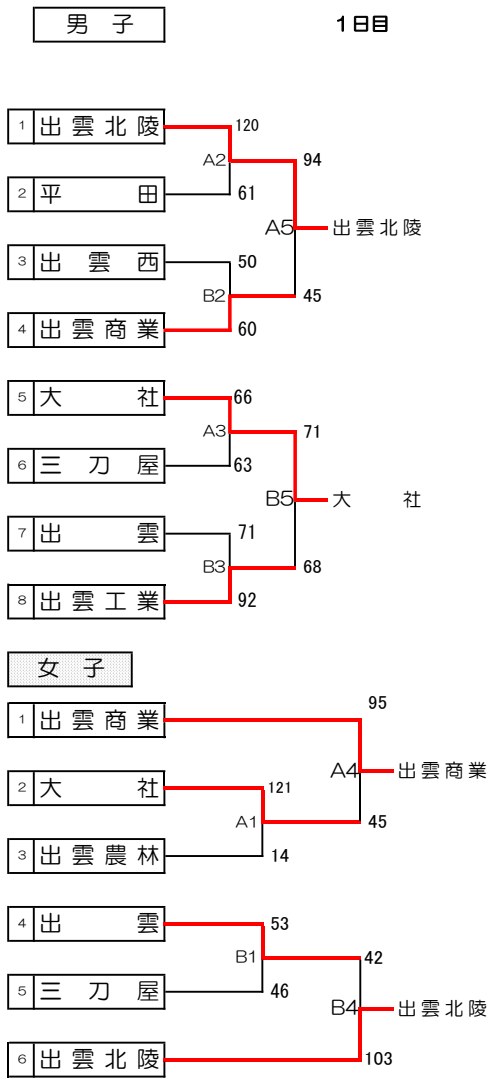 男子 1日目
1 出雲北陵 120
A2 94
2 平田 61
A5 出雲北陵
3 出雲西 50
B2 45
4 出雲商業 60
5 大社 66
A3 71
6 三刀屋 63
B5 大社
7 出雲 71
B3 68
8 出雲工業 92
女子
1 出雲商業 95
A4 出雲商業
2 大社 121
A1 45
3 出雲農林 14
4 出雲 53
B1 42
5 三刀屋 46
B4 出雲北陵
6 出雲北陵 103